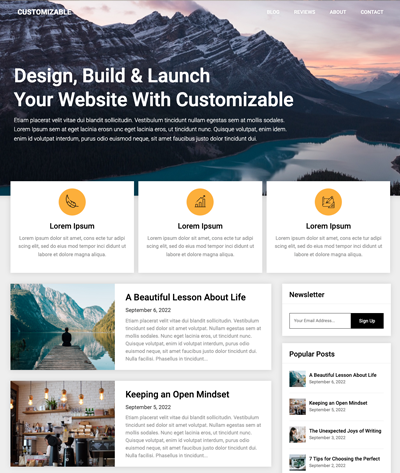 CUSTOMIZABLE
BLOG REVIEWS ABOUT CONTACT
Design, Build & Launch
Your Website With Customizable
Etiam placerat velit vitae dui blandit sollicitudin. Vestibulum tincidunt nullam egestas sed to amet volutpat mattis sodales.
Lorem ipsum sem at eget lacinia eros un unc eget lacinia eros, ut tincidunt nunc. Quisque volutpat, enim idem.
enim id volutpat interdum, purus odio euismod neque, sit amet faucibus justo dolor tincidunt dui.
Lorem Ipsum
Lorem ipsum dolor sit amet, cons ecte tur adipi
scing elit, sed do eius mod tempor inci didunt ut
labore et dolore magna aliqua.
Lorem Ipsum
Lorem ipsum dolor sit amet, cons ecte tur adipi
scing elit, sed do eius mod tempor inci didunt ut
labore et dolore magna aliqua.
Lorem Ipsum
Lorem ipsum dolor sit amet, cons ecte tur adipi
scing elit, sed do eius mod tempor inci didunt ut
labore et dolore magna aliqua.
A Beautiful Lesson About Life
September 6, 2022
Etiam placerat velit vitae dui blandit sollicitudin. Vestibulum
tincidunt sed dolor sit amet volutpat. Nullam egestas sem at
mattis sodales. Nunc eget lacinia eros, ut tincidunt nunc.
Quisque volutpat, enim id volutpat interdum, purus odio
euismod neque, sit amet faucibus justo dolor tincidunt dui.
Nulla facilisi. Phasellus in tincidunt...
Keeping an Open Mindset
September 5, 2022
Etiam placerat velit vitae dui blandit sollicitudin. Vestibulum
tincidunt sed dolor sit amet volutpat. Nullam egestas sem at
mattis sodales. Nunc eget lacinia eros, ut tincidunt nunc.
Quisque volutpat, enim id volutpat interdum, purus odio
euismod neque, sit amet faucibus justo dolor tincidunt dui.
Nulla facilisi. Phasellus in tincidunt...
Newsletter
Your Email Address...
Sign Up
Popular Posts
A Beautiful Lesson About Life
September 6, 2022
Keeping an Open Mindset
September 5, 2022
The Unexpected Joys of Writing
September 3, 2022
7 Tips for Choosing the Perfect
September 2, 2022